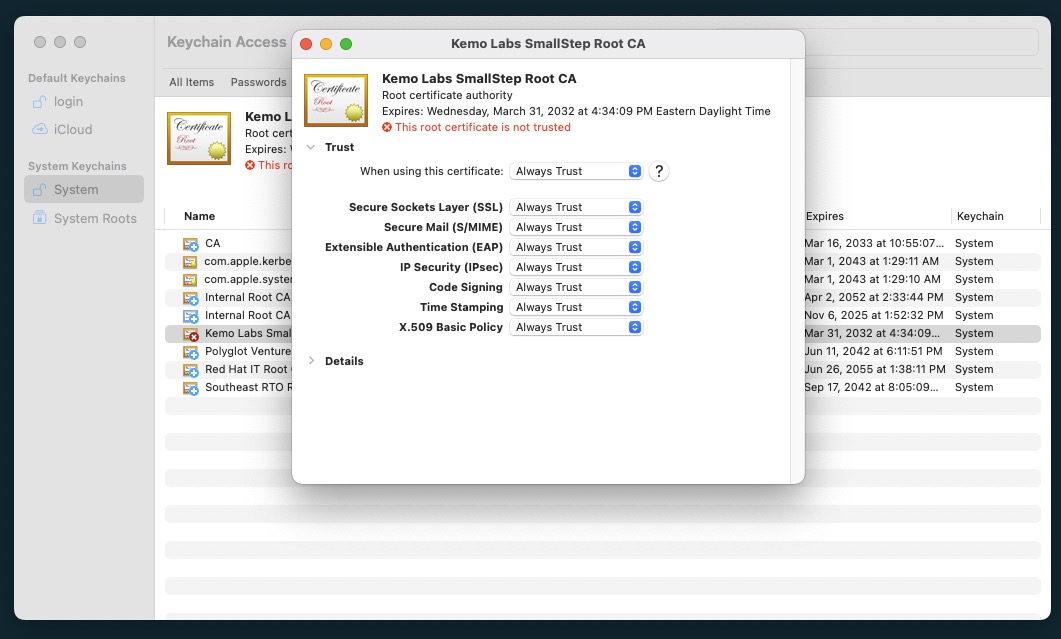 Keychain Access
Default Keychains
login
iCloud
System Keychains
System
System Roots
All Items
Passwords
Certificate
Root
Kemo L
Root cert
Expires:
This ro
Name
Expires
Keychain
CA
Mar 16, 2033 at 10:55:07...
System
com.apple.kerbe
Mar 1, 2043 at 1:29:11 AM
System
com.apple.system
Mar 1, 2043 at 1:29:10 AM
System
Internal Root CA
Apr 2, 2052 at 2:33:44 PM
System
Internal Root CA
Nov 6, 2025 at 1:52:32 PM
System
Kemo Labs Smal
Mar 31, 2032 at 4:34:09...
System
Polyglot Venture
Jun 11, 2042 at 6:11:51 PM
System
Red Hat IT Root
Jun 26, 2055 at 1:38:11 PM
System
Southeast RTO R
Sep 17, 2042 at 8:05:09...
System
Kemo Labs SmallStep Root CA
Certificate
Root
Kemo Labs SmallStep Root CA
Root certificate authority
Expires: Wednesday, March 31, 2032 at 4:34:09 PM Eastern Daylight Time
This root certificate is not trusted
Trust
When using this certificate: Always Trust ?
Secure Sockets Layer (SSL) Always Trust
Secure Mail (S/MIME) Always Trust
Extensible Authentication (EAP) Always Trust
IP Security (IPsec) Always Trust
Code Signing Always Trust
Time Stamping Always Trust
X.509 Basic Policy Always Trust
Details